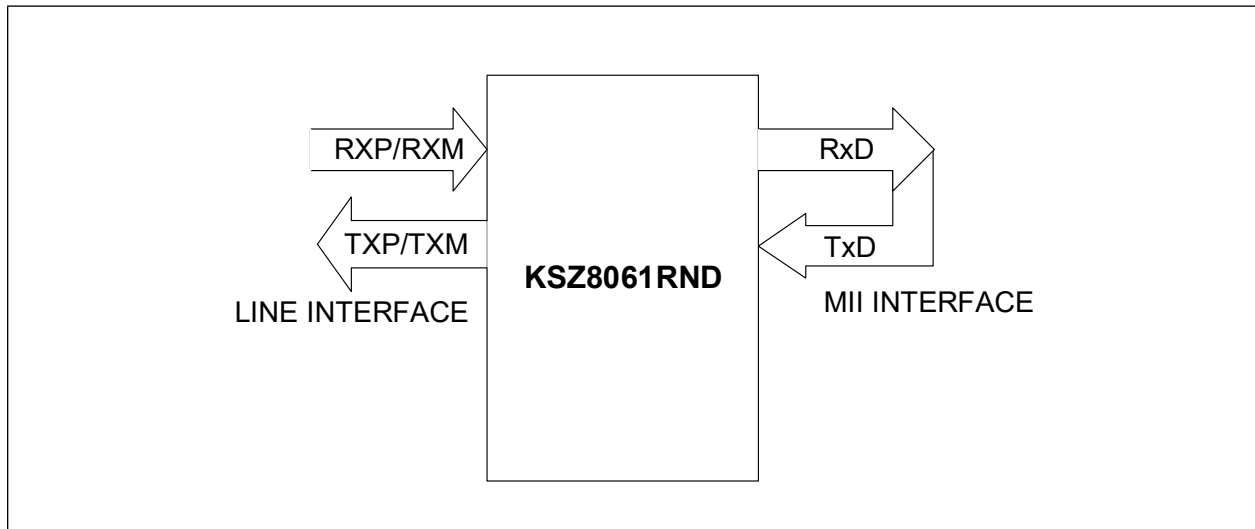 RXP/RXM
RxD
TXP/TXM
TxD
KSZ8061RND
LINE INTERFACE
MII INTERFACE